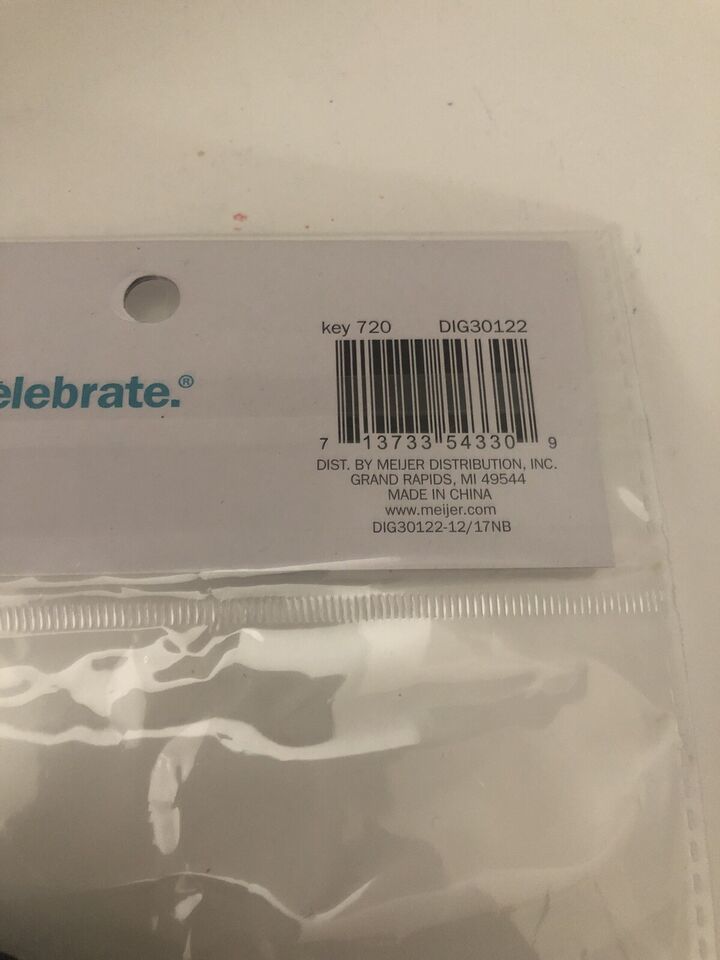 key 720 DIG30122
elebrate.®
7 13733 54330 9
DIST. BY MEIJER DISTRIBUTION, INC.
GRAND RAPIDS, MI 49544
MADE IN CHINA
www.meijer.com
DIG30122-12/17NB